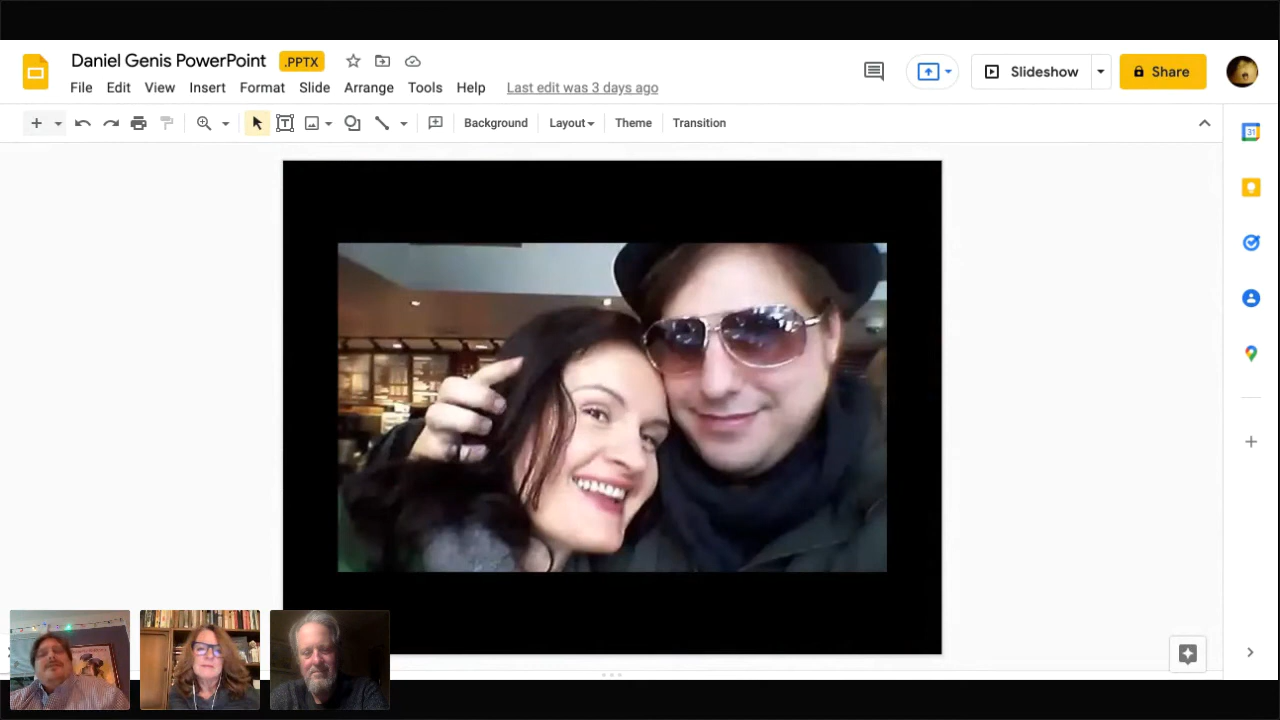 Daniel Genis PowerPoint .PPTX
File Edit View Insert Format Slide Arrange Tools Help Last edit was 3 days ago
Slideshow
Share
Background Layout Theme Transition
31